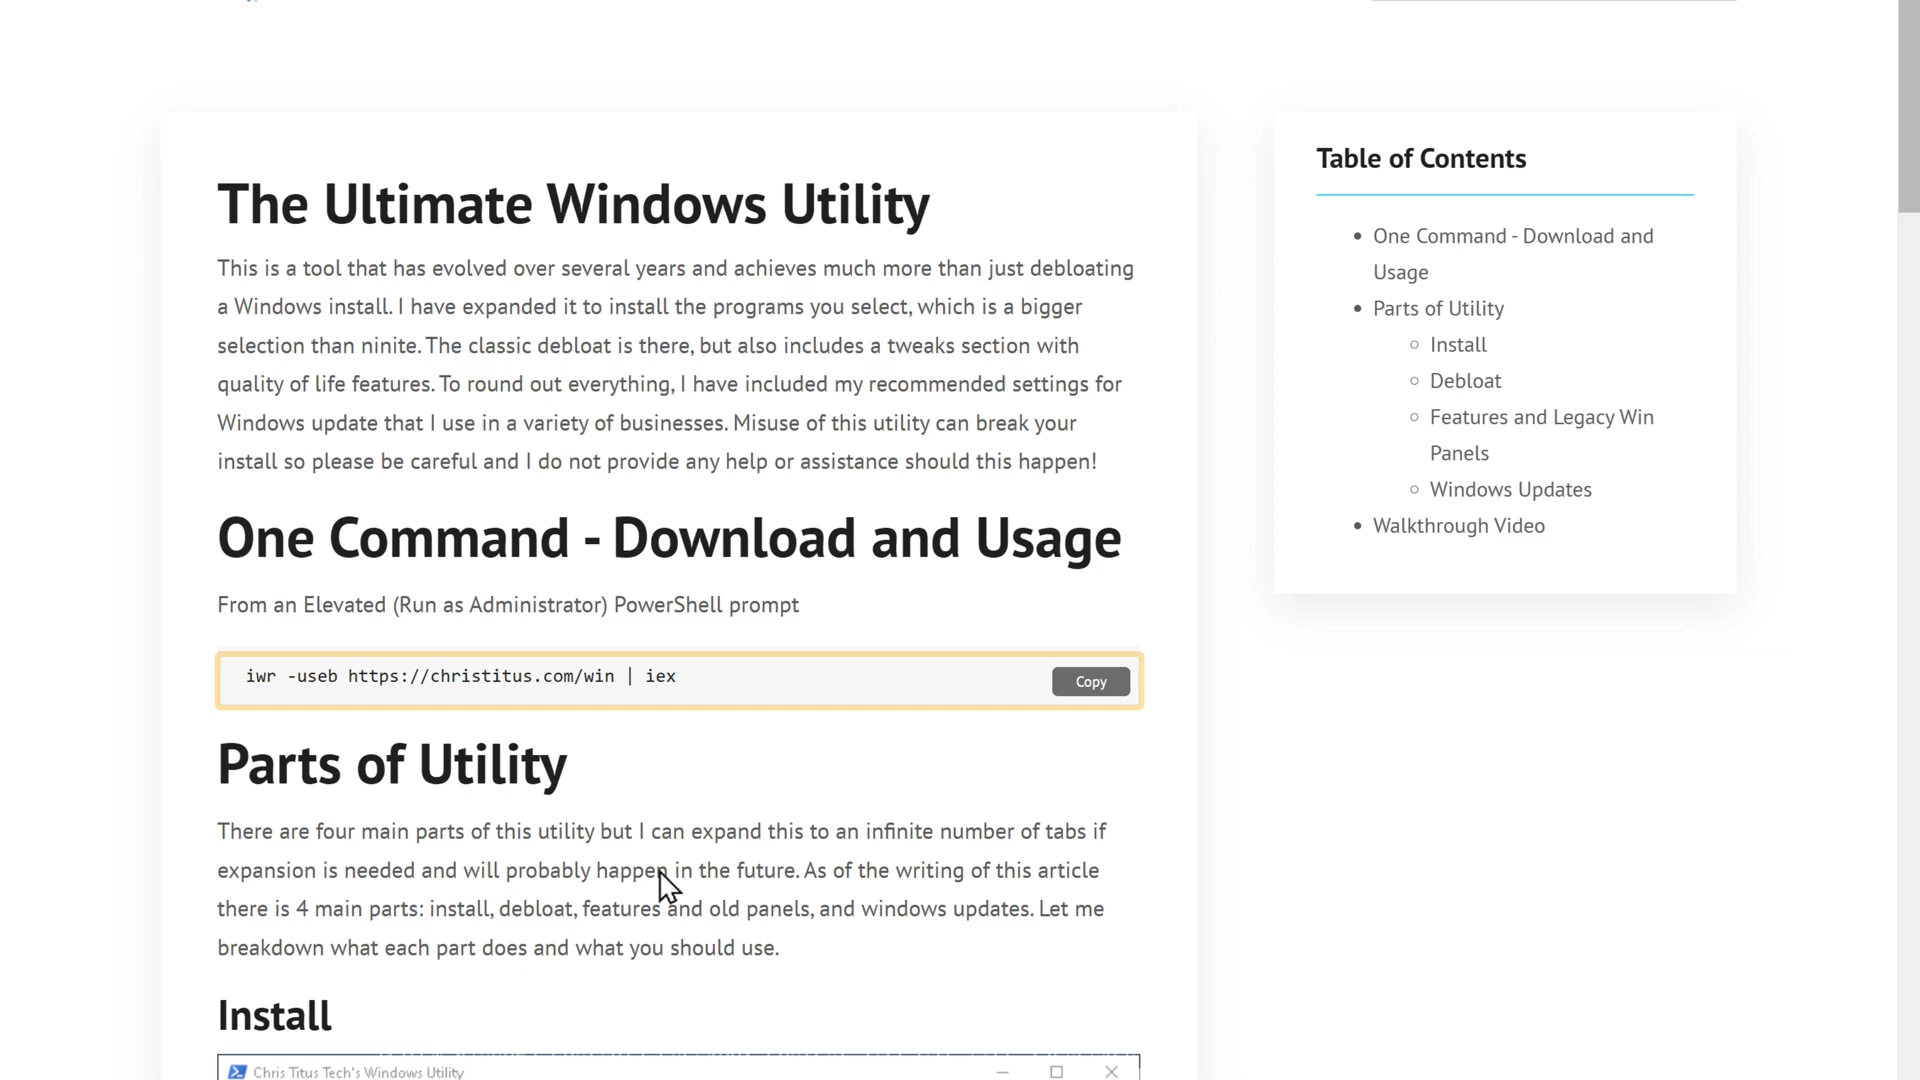 The Ultimate Windows Utility
This is a tool that has evolved over several years and achieves much more than just debloating
a Windows install. I have expanded it to install the programs you select, which is a bigger
selection than ninite. The classic debloat is there, but also includes a tweaks section with
quality of life features. To round out everything, I have included my recommended settings for
Windows update that I use in a variety of businesses. Misuse of this utility can break your
install so please be careful and I do not provide any help or assistance should this happen!
One Command - Download and Usage
From an Elevated (Run as Administrator) PowerShell prompt
iwr -useb https://christitus.com/win | iex
Copy
Parts of Utility
There are four main parts of this utility but I can expand this to an infinite number of tabs if
expansion is needed and will probably happen in the future. As of the writing of this article
there is 4 main parts: install, debloat, features and old panels, and windows updates. Let me
breakdown what each part does and what you should use.
Install
Chris Titus Tech's Windows Utility
Table of Contents
One Command - Download and
Usage
Parts of Utility
Install
Debloat
Features and Legacy Win
Panels
Windows Updates
Walkthrough Video